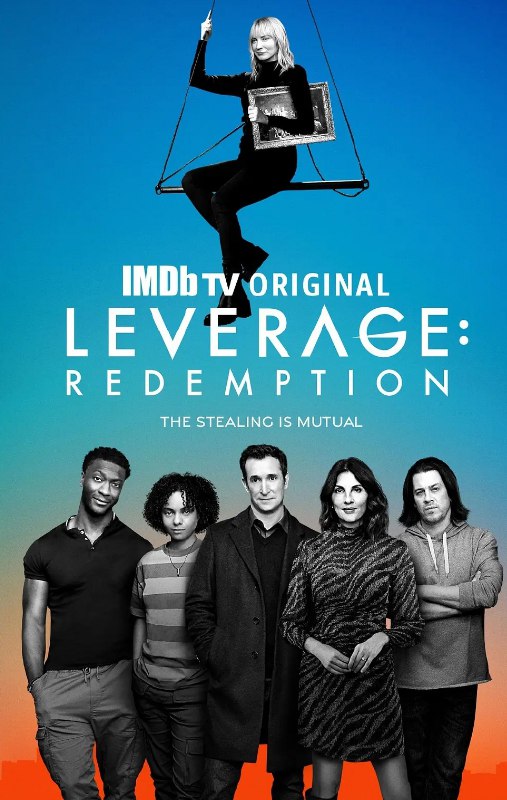 IMDb TV ORIGINAL
LEVERAGE:
REDEMPTION
THE STEALING IS MUTUAL